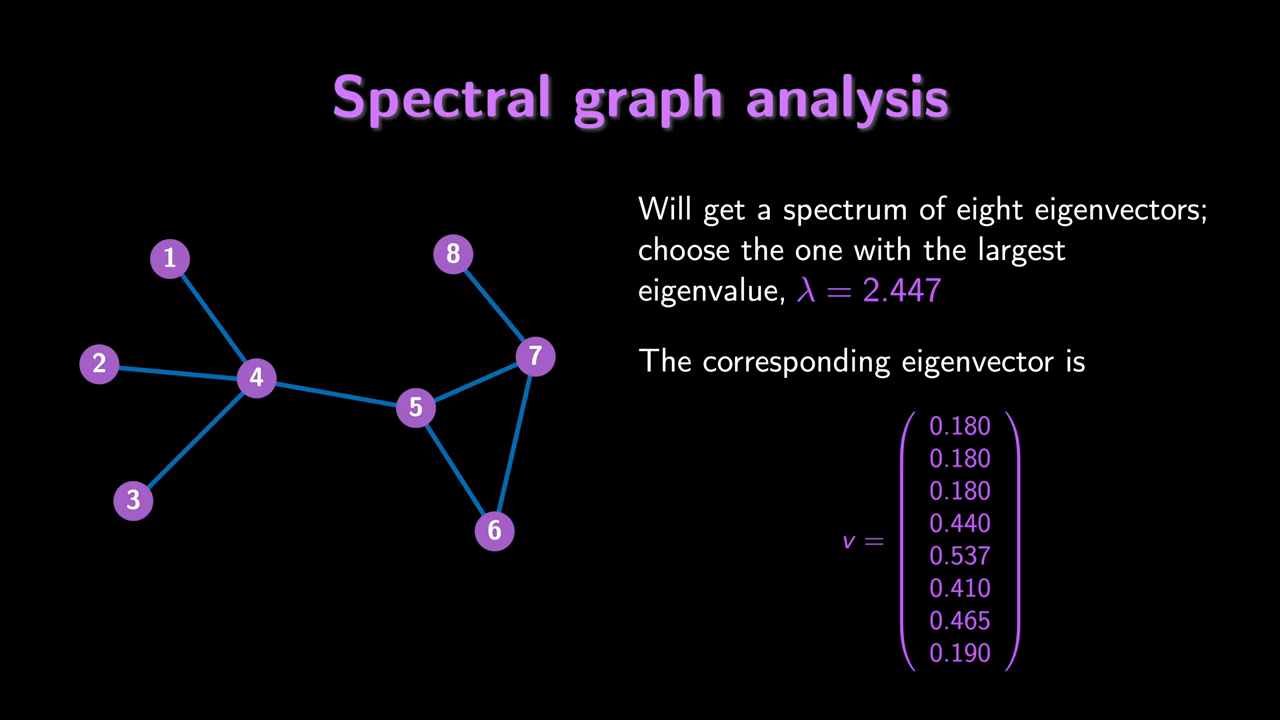 Spectral graph analysis
1
2
3
4
5
6
7
8
Will get a spectrum of eight eigenvectors;
choose the one with the largest
eigenvalue, λ = 2.447
The corresponding eigenvector is
v =
0.180
0.180
0.180
0.440
0.537
0.410
0.465
0.190